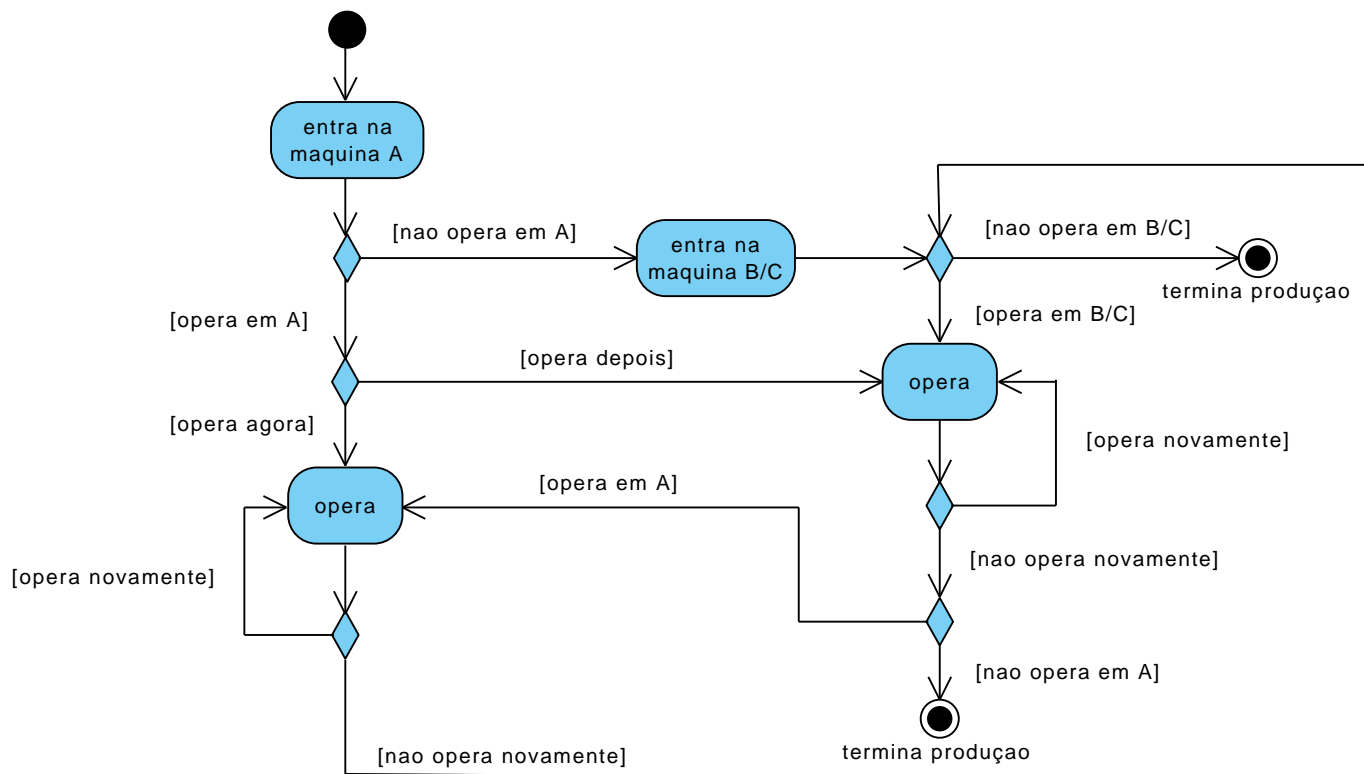 entra na
maquina A
[nao opera em A]
entra na
maquina B/C
[nao opera em B/C]
termina produçao
[opera em A]
[opera em B/C]
[opera depois]
opera
[opera agora]
[opera novamente]
[opera em A]
opera
[nao opera novamente]
[opera novamente]
[nao opera em A]
termina produçao
[nao opera novamente]